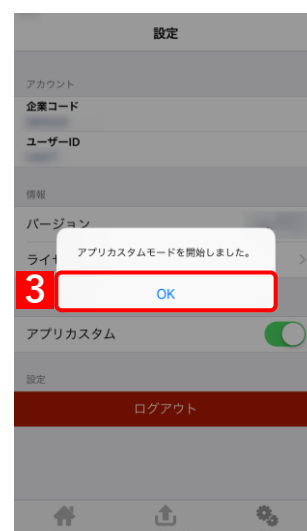 設定
アカウント
企業コード
ユーザーID
情報
バージョン
ライ
アプリカスタムモードを開始しました。
3
OK
アプリカスタム
設定
ログアウト